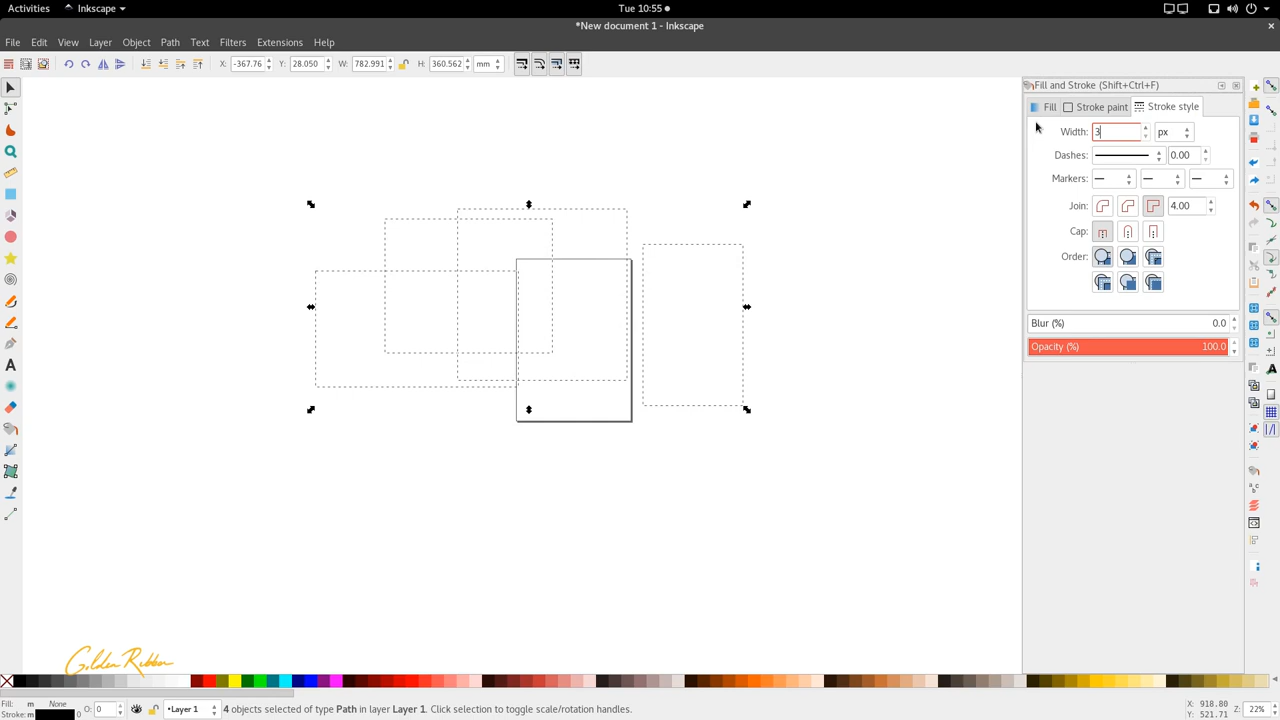 Activities Inkscape Tue 10:55
*New document 1 - Inkscape
File Edit View Layer Object Path Text Filters Extensions Help
X: -367.76 Y: 28.050 W: 782.991 H: 360.562 mm
Fill and Stroke (Shift+Ctrl+F)
Fill Stroke paint Stroke style
Width: 3 px
Dashes: 0.00
Markers:
Join: 4.00
Cap:
Order:
Blur (%) 0.0
Opacity (%) 100.0
Golden Ribbon
Fill: m None O: 0 •Layer 1 4 objects selected of type Path in layer Layer 1. Click selection to toggle scale/rotation handles. X: 918.80 Z: 22%
Stroke: m 0 Y: 521.71